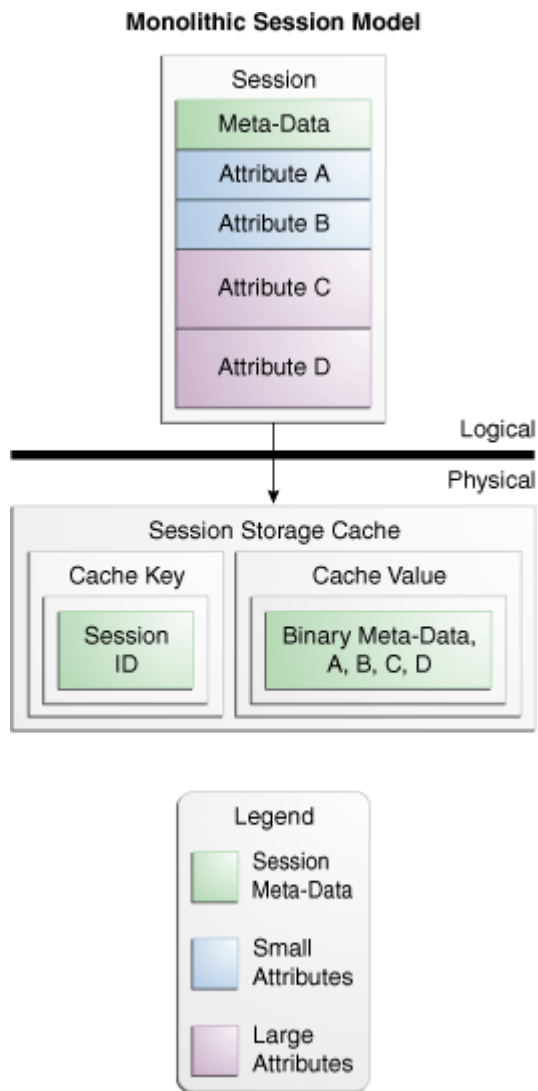 Monolithic Session Model
Session
Meta-Data
Attribute A
Attribute B
Attribute C
Attribute D
Logical
Physical
Session Storage Cache
Cache Key
Session
ID
Cache Value
Binary Meta-Data,
A, B, C, D
Legend
Session
Meta-Data
Small
Attributes
Large
Attributes